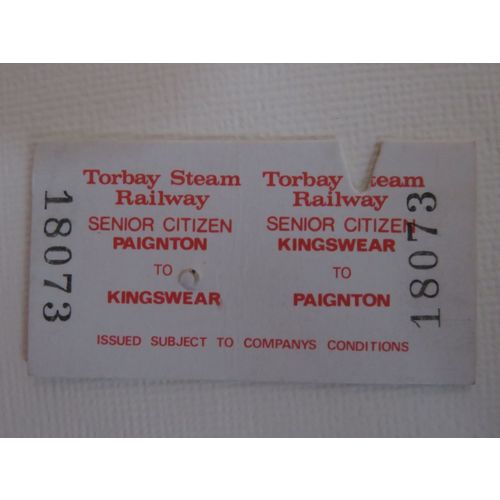 18073
Torbay Steam
Railway
SENIOR CITIZEN
PAIGNTON
TO
KINGSWEAR
Torbay Steam
Railway
SENIOR CITIZEN
KINGSWEAR
TO
PAIGNTON
18073
ISSUED SUBJECT TO COMPANYS CONDITIONS